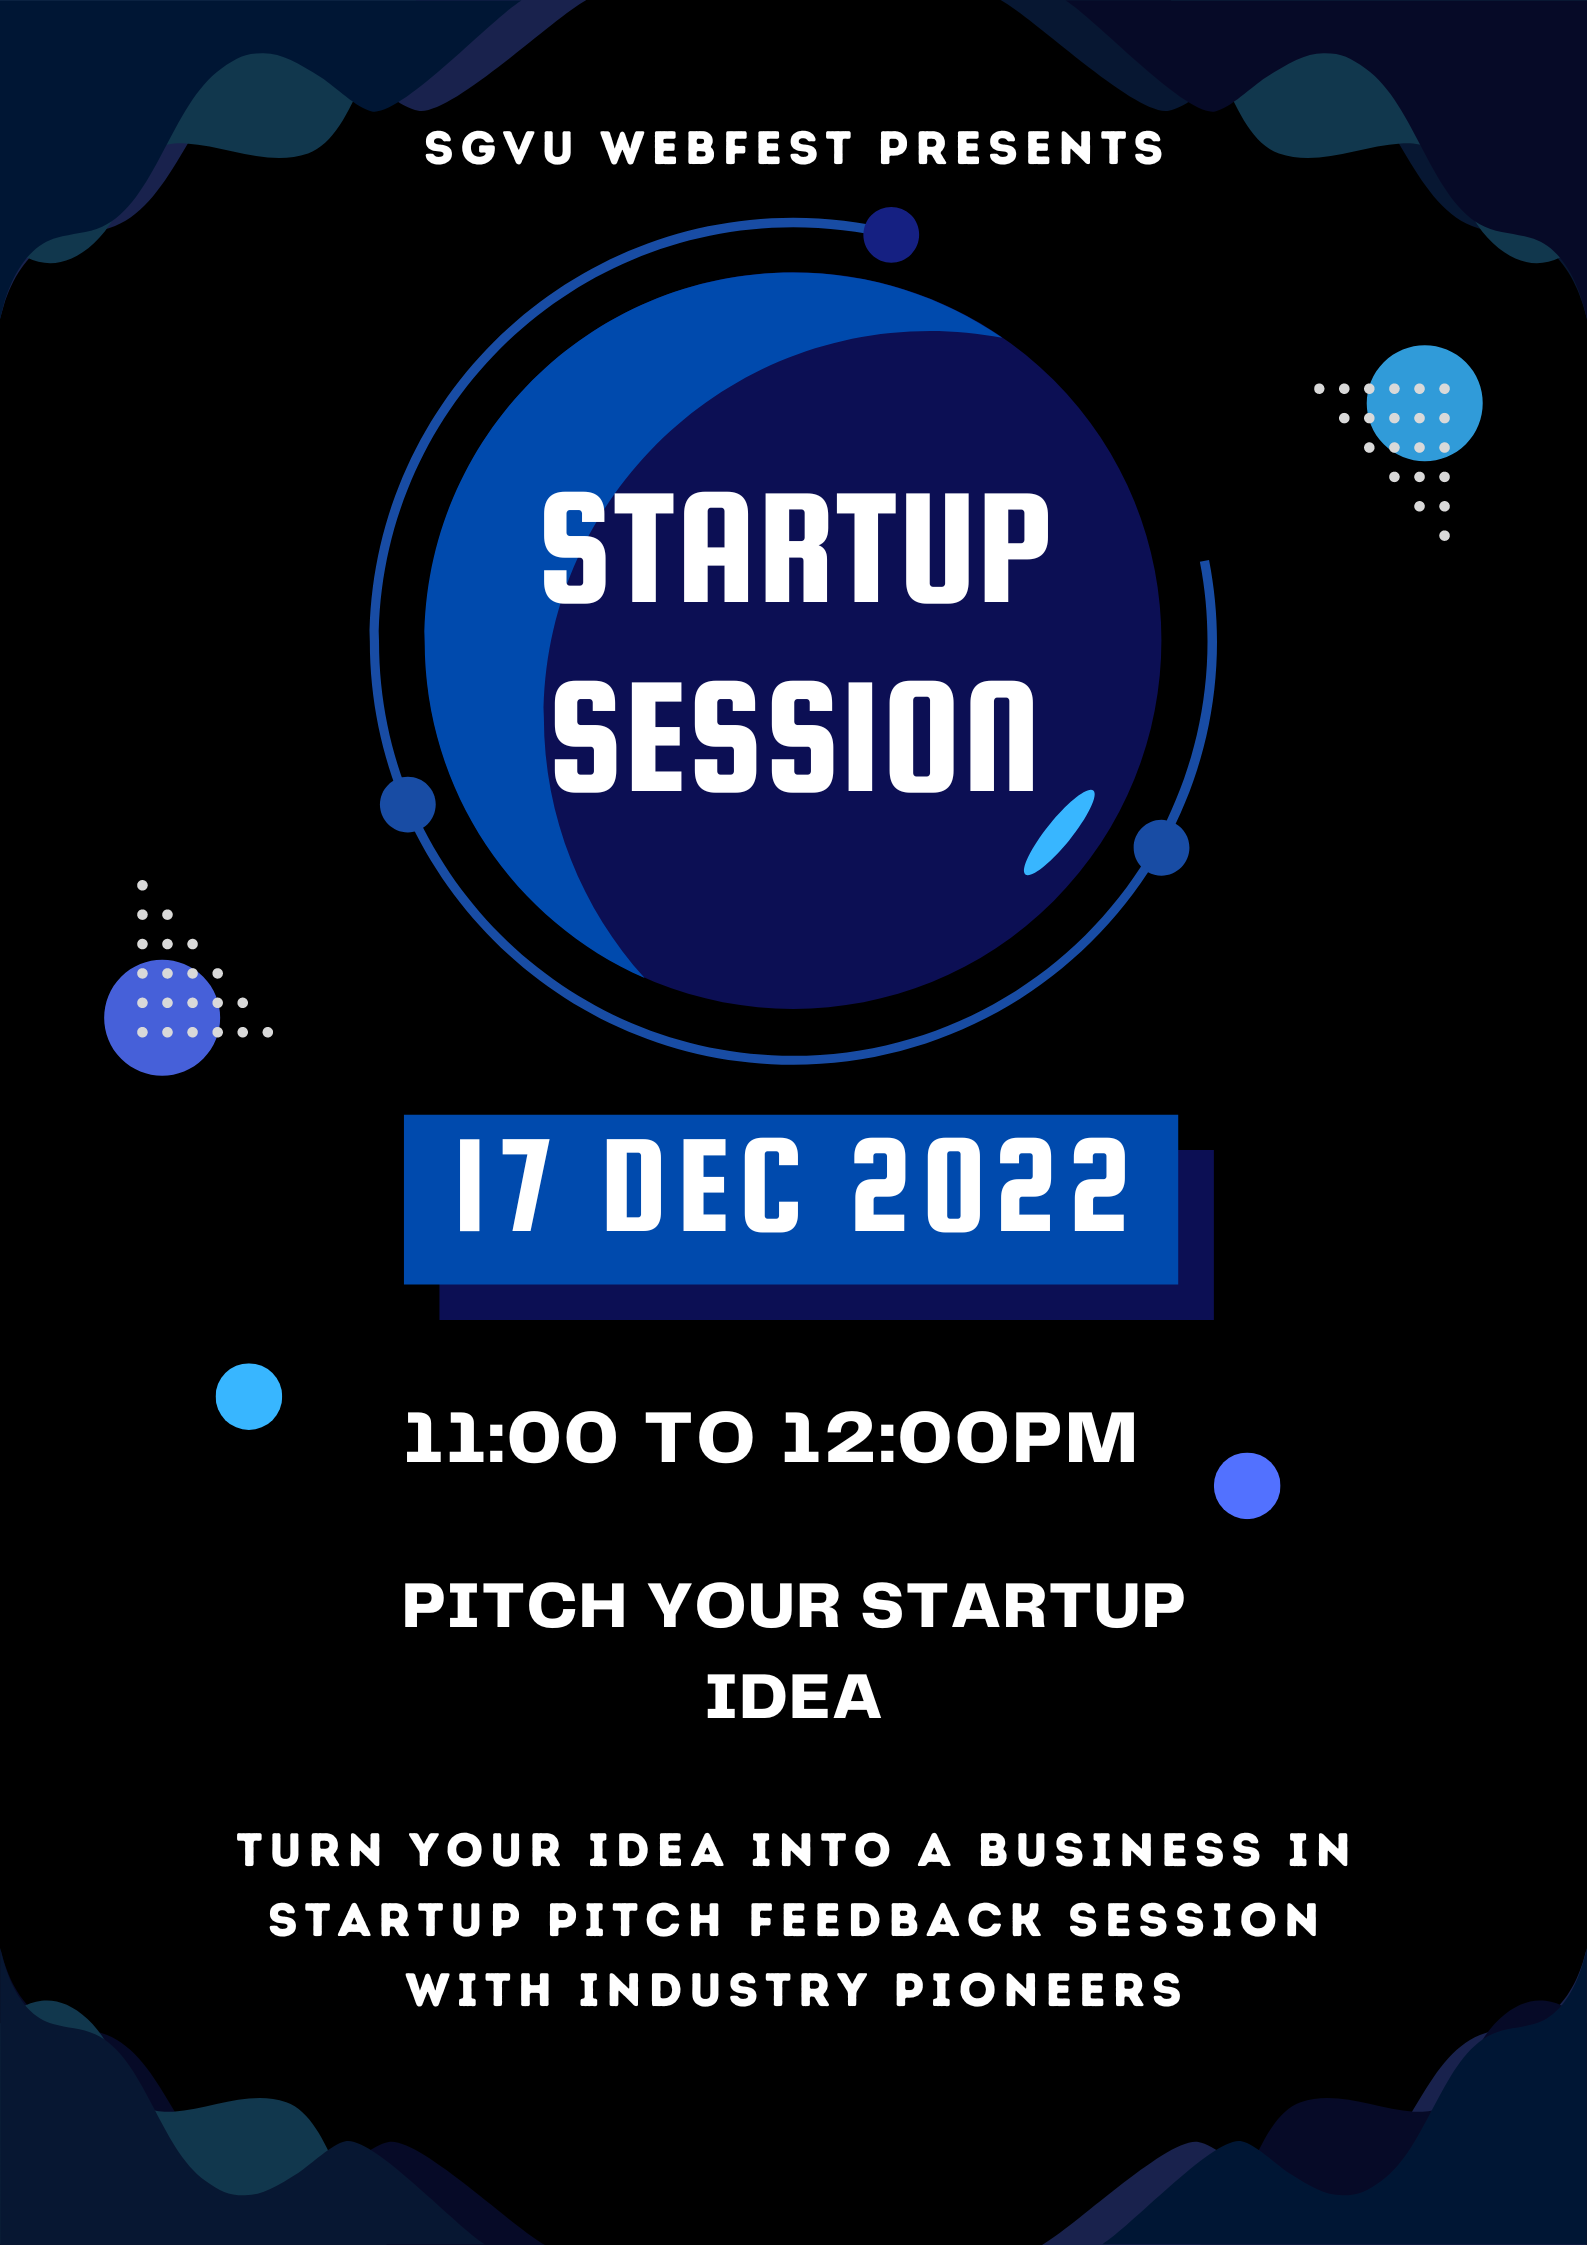 SGVU WEBFEST PRESENTS
STARTUP
SESSION
17 DEC 2022
11:00 TO 12:00PM
PITCH YOUR STARTUP
IDEA
TURN YOUR IDEA INTO A BUSINESS IN
STARTUP PITCH FEEDBACK SESSION
WITH INDUSTRY PIONEERS